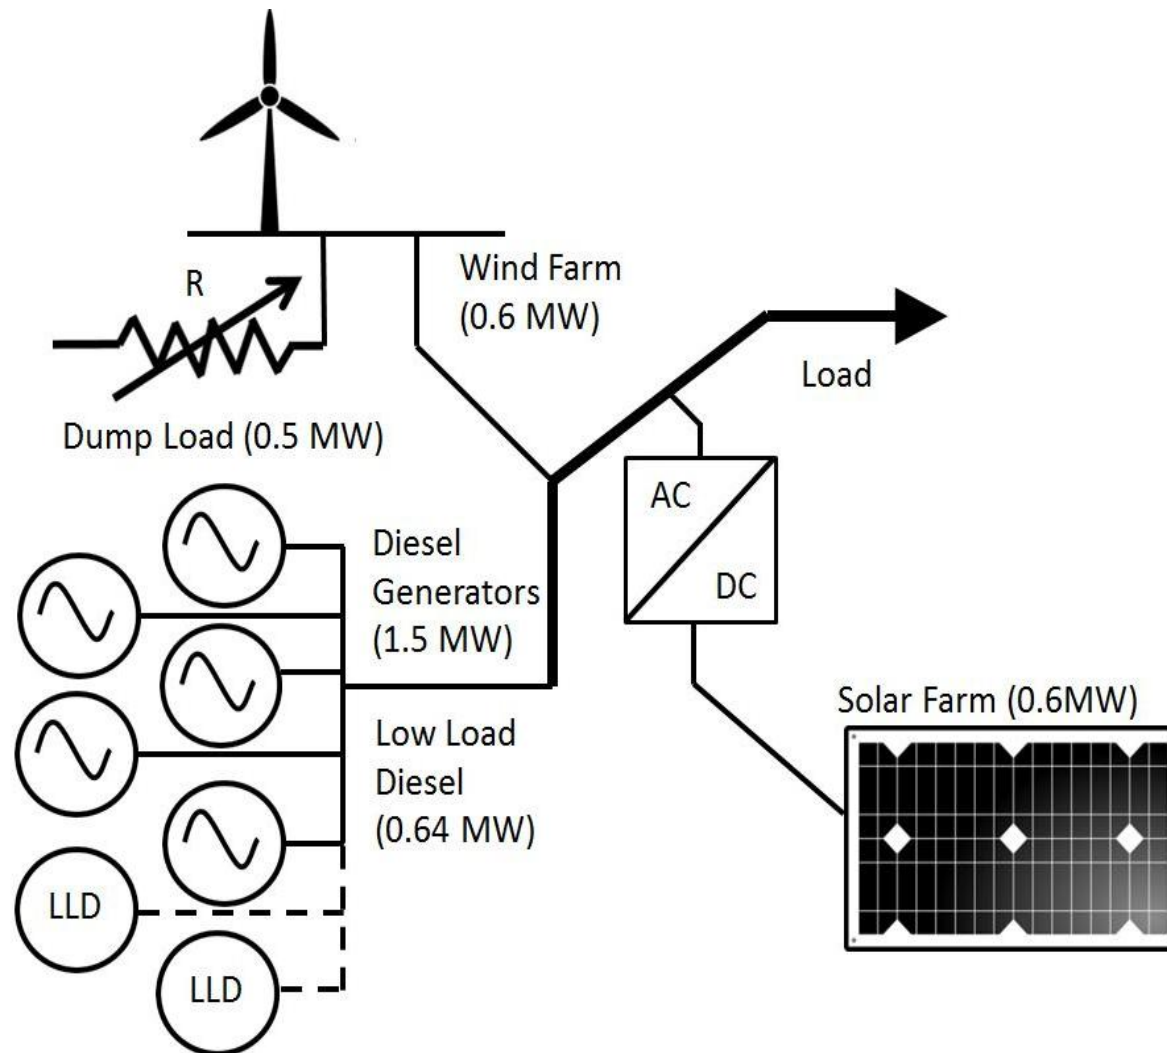 Wind Farm
(0.6 MW)
R
Load
Dump Load (0.5 MW)
AC
DC
Diesel
Generators
(1.5 MW)
Solar Farm (0.6MW)
Low Load
Diesel
(0.64 MW)
LLD
LLD